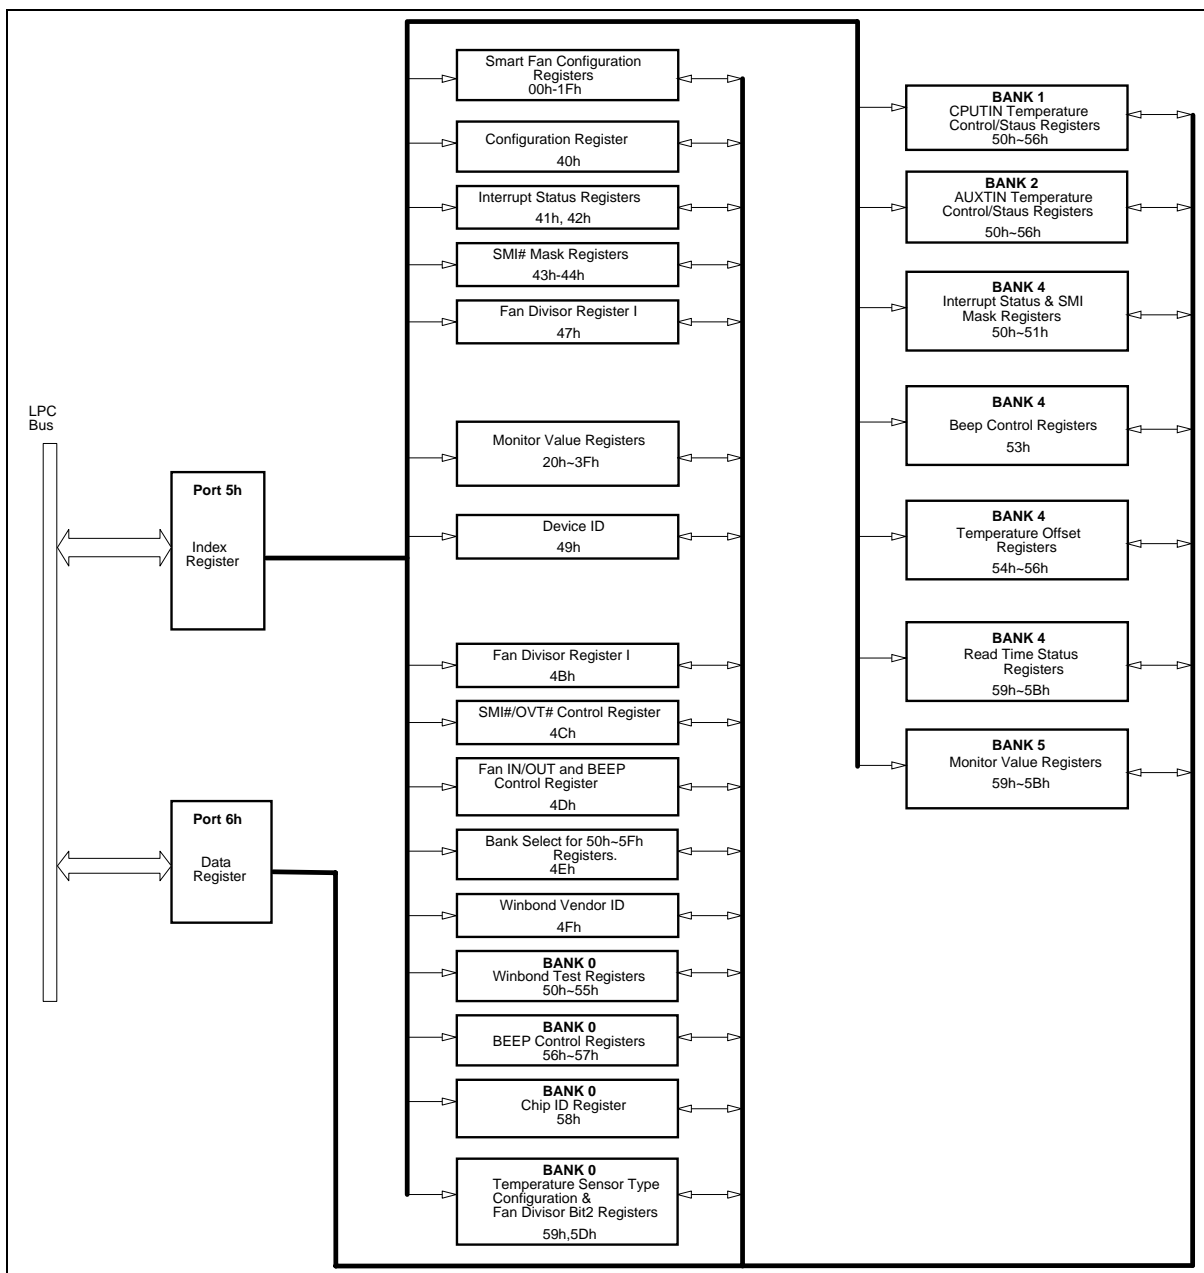 LPC
Bus
Port 5h
Index
Register
Port 6h
Data
Register
Smart Fan Configuration
Registers
00h-1Fh
Configuration Register
40h
Interrupt Status Registers
41h, 42h
SMI# Mask Registers
43h-44h
Fan Divisor Register I
47h
Monitor Value Registers
20h~3Fh
Device ID
49h
Fan Divisor Register I
4Bh
SMI#/OVT# Control Register
4Ch
Fan IN/OUT and BEEP
Control Register
4Dh
Bank Select for 50h~5Fh
Registers.
4Eh
Winbond Vendor ID
4Fh
BANK 0
Winbond Test Registers
50h~55h
BANK 0
BEEP Control Registers
56h~57h
BANK 0
Chip ID Register
58h
BANK 0
Temperature Sensor Type
Configuration &
Fan Divisor Bit2 Registers
59h,5Dh
BANK 1
CPUTIN Temperature
Control/Staus Registers
50h~56h
BANK 2
AUXTIN Temperature
Control/Staus Registers
50h~56h
BANK 4
Interrupt Status & SMI
Mask Registers
50h~51h
BANK 4
Beep Control Registers
53h
BANK 4
Temperature Offset
Registers
54h~56h
BANK 4
Read Time Status
Registers
59h~5Bh
BANK 5
Monitor Value Registers
59h~5Bh